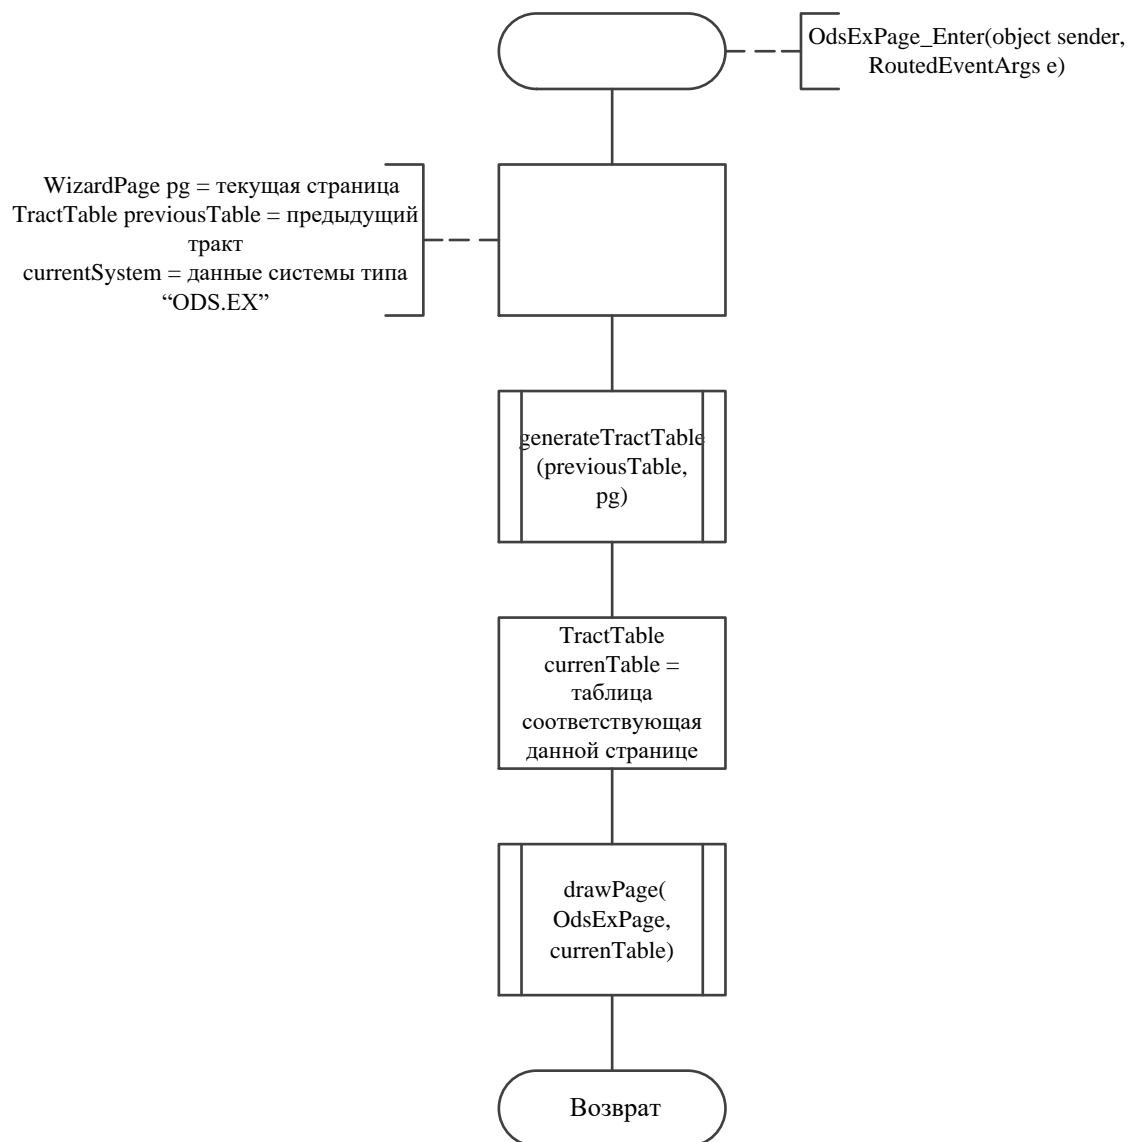 OdsExPage_Enter(object sender,
RoutedEventArgs e)
WizardPage pg = текущая страница
TractTable previousTable = предыдущий
тракт
currentSystem = данные системы типа
“ODS.EX”
generateTractTable
(previousTable,
pg)
TractTable
currenTable =
таблица
соответствующая
данной странице
drawPage(
OdsExPage,
currenTable)
Возврат